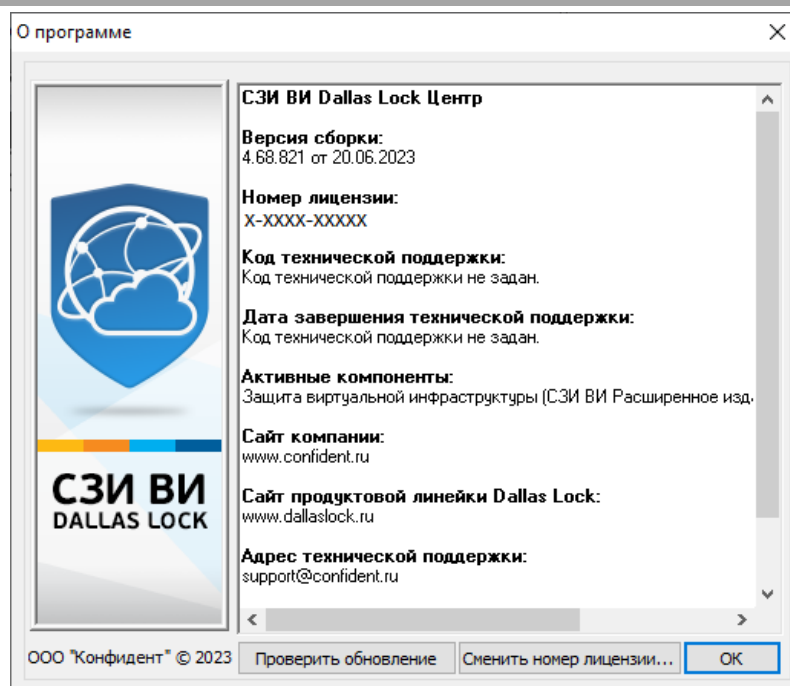 О программе
СЗИ ВИ Dallas Lock Центр
Версия сборки:
4.68.821 от 20.06.2023
Номер лицензии:
X-XXXX-XXXXX
Код технической поддержки:
Код технической поддержки не задан.
Дата завершения технической поддержки:
Код технической поддержки не задан.
Активные компоненты:
Защита виртуальной инфраструктуры (СЗИ ВИ Расширенное изд
Сайт компании:
www.confident.ru
Сайт продуктовой линейки Dallas Lock:
www.dallaslock.ru
Адрес технической поддержки:
support@confident.ru
СЗИ ВИ
DALLAS LOCK
ООО "Конфидент" © 2023
Проверить обновление
Сменить номер лицензии...
ОК